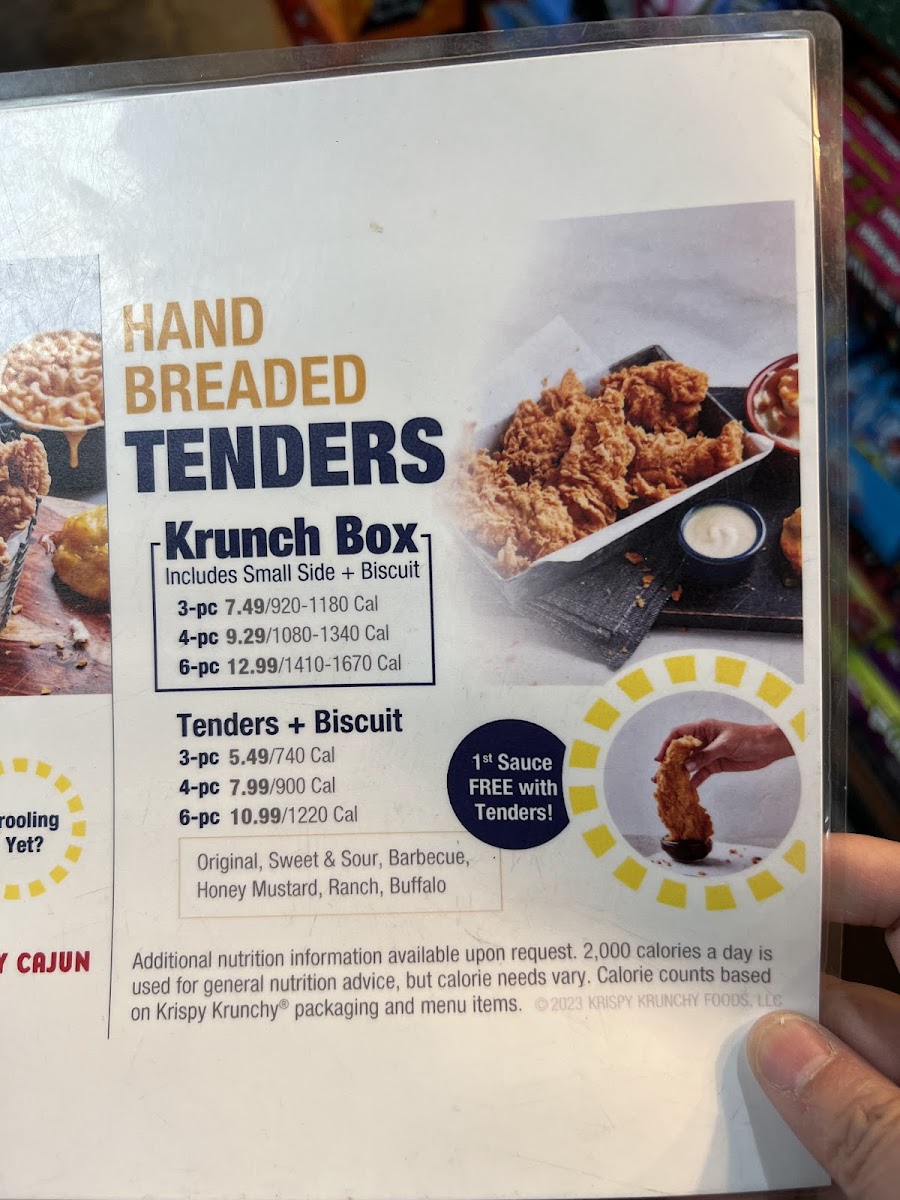 HAND
BREADED
TENDERS
Krunch Box
Includes Small Side + Biscuit
3-pc 7.49/920-1180 Cal
4-pc 9.29/1080-1340 Cal
6-pc 12.99/1410-1670 Cal
Tenders + Biscuit
3-pc 5.49/740 Cal
4-pc 7.99/900 Cal
6-pc 10.99/1220 Cal
1st Sauce
FREE with
Tenders!
Original, Sweet & Sour, Barbecue,
Honey Mustard, Ranch, Buffalo
rooling
Yet?
Y CAJUN
Additional nutrition information available upon request. 2,000 calories a day is
used for general nutrition advice, but calorie needs vary. Calorie counts based
on Krispy Krunchy® packaging and menu items. ©2023 KRISPY KRUNCHY FOODS, LLC